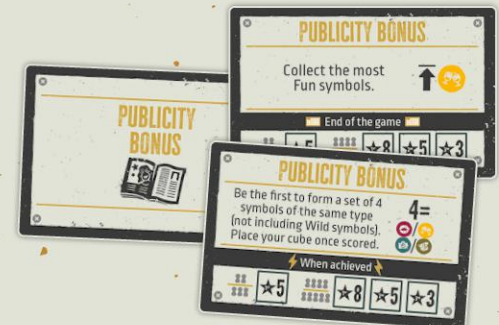 PUBLICITY BONUS
Collect the most
Fun symbols.
End of the game
5
8
5
3
PUBLICITY
BONUS
PUBLICITY BONUS
Be the first to form a set of 4
symbols of the same type
(not including Wild symbols).
Place your cube once scored.
4=
/
/
When achieved
5
8
5
3